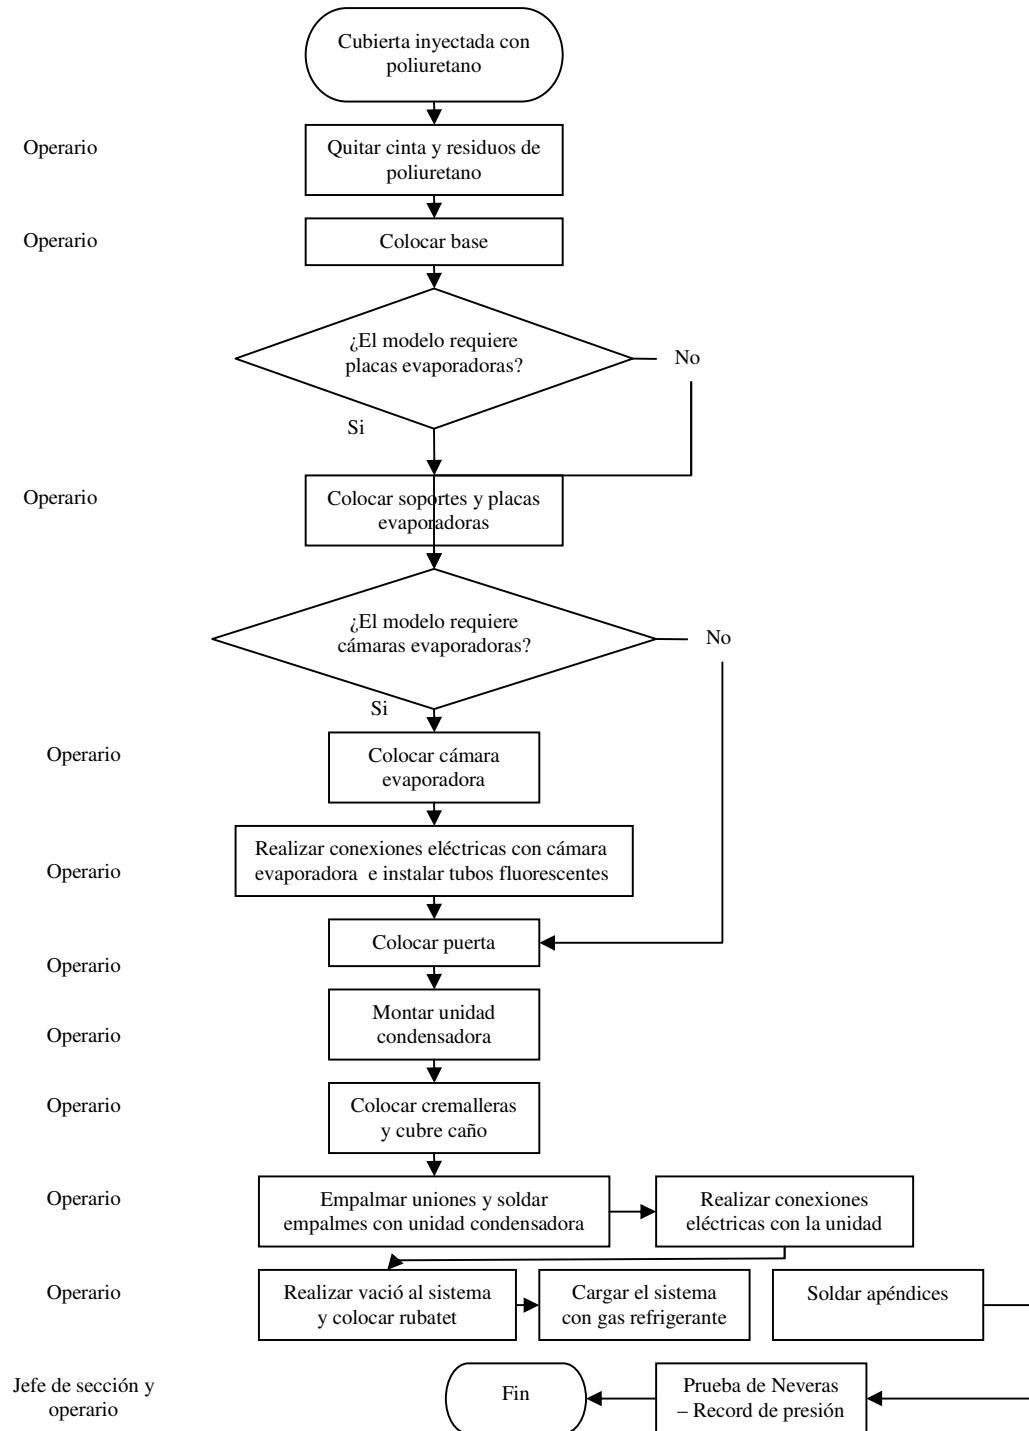 Cubierta inyectada con
poliuretano
Operario
Quitar cinta y residuos de
poliuretano
Operario
Colocar base
¿El modelo requiere
placas evaporadoras?
No
Si
Operario
Colocar soportes y placas
evaporadoras
¿El modelo requiere
cámaras evaporadoras?
No
Si
Operario
Colocar cámara
evaporadora
Operario
Realizar conexiones eléctricas con cámara
evaporadora e instalar tubos fluorescentes
Operario
Colocar puerta
Operario
Montar unidad
condensadora
Operario
Colocar cremalleras
y cubre caño
Operario
Empalmar uniones y soldar
empalmes con unidad condensadora
Realizar conexiones
eléctricas con la unidad
Operario
Realizar vació al sistema
y colocar rubatet
Cargar el sistema
con gas refrigerante
Soldar apéndices
Jefe de sección y
operario
Fin
Prueba de Neveras
– Record de presión